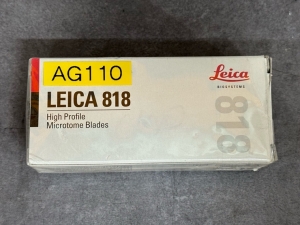 AG110
Leica
BIOSYSTEMS
LEICA 818
High Profile
Microtome Blades
818